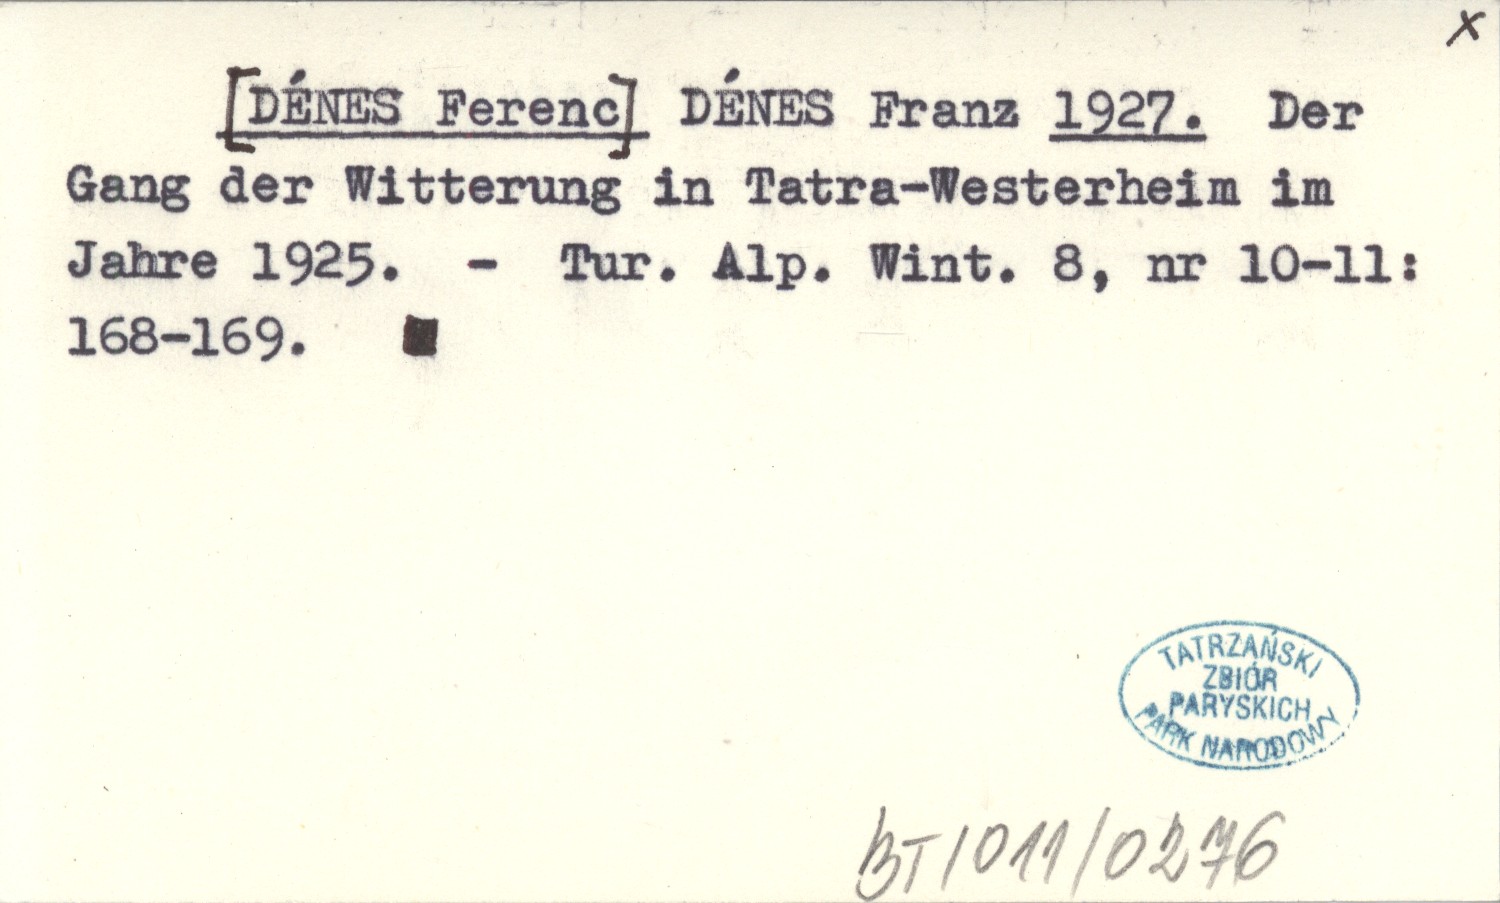 x
[DÉNES Ferenc] DÉNES Franz 1927. Der
Gang der Witterung in Tatra-Westerheim im
Jahre 1925. - Tur. Alp. Wint. 8, nr 10-11:
168-169.
TATRZAŃSKI
ZBIÓR
PARYSKICH
PARK NARODOWY
BT/011/0276